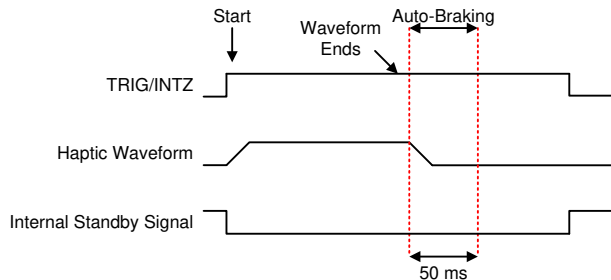 Start
Waveform
Ends
Auto-Braking
TRIG/INTZ
Haptic Waveform
Internal Standby Signal
50 ms